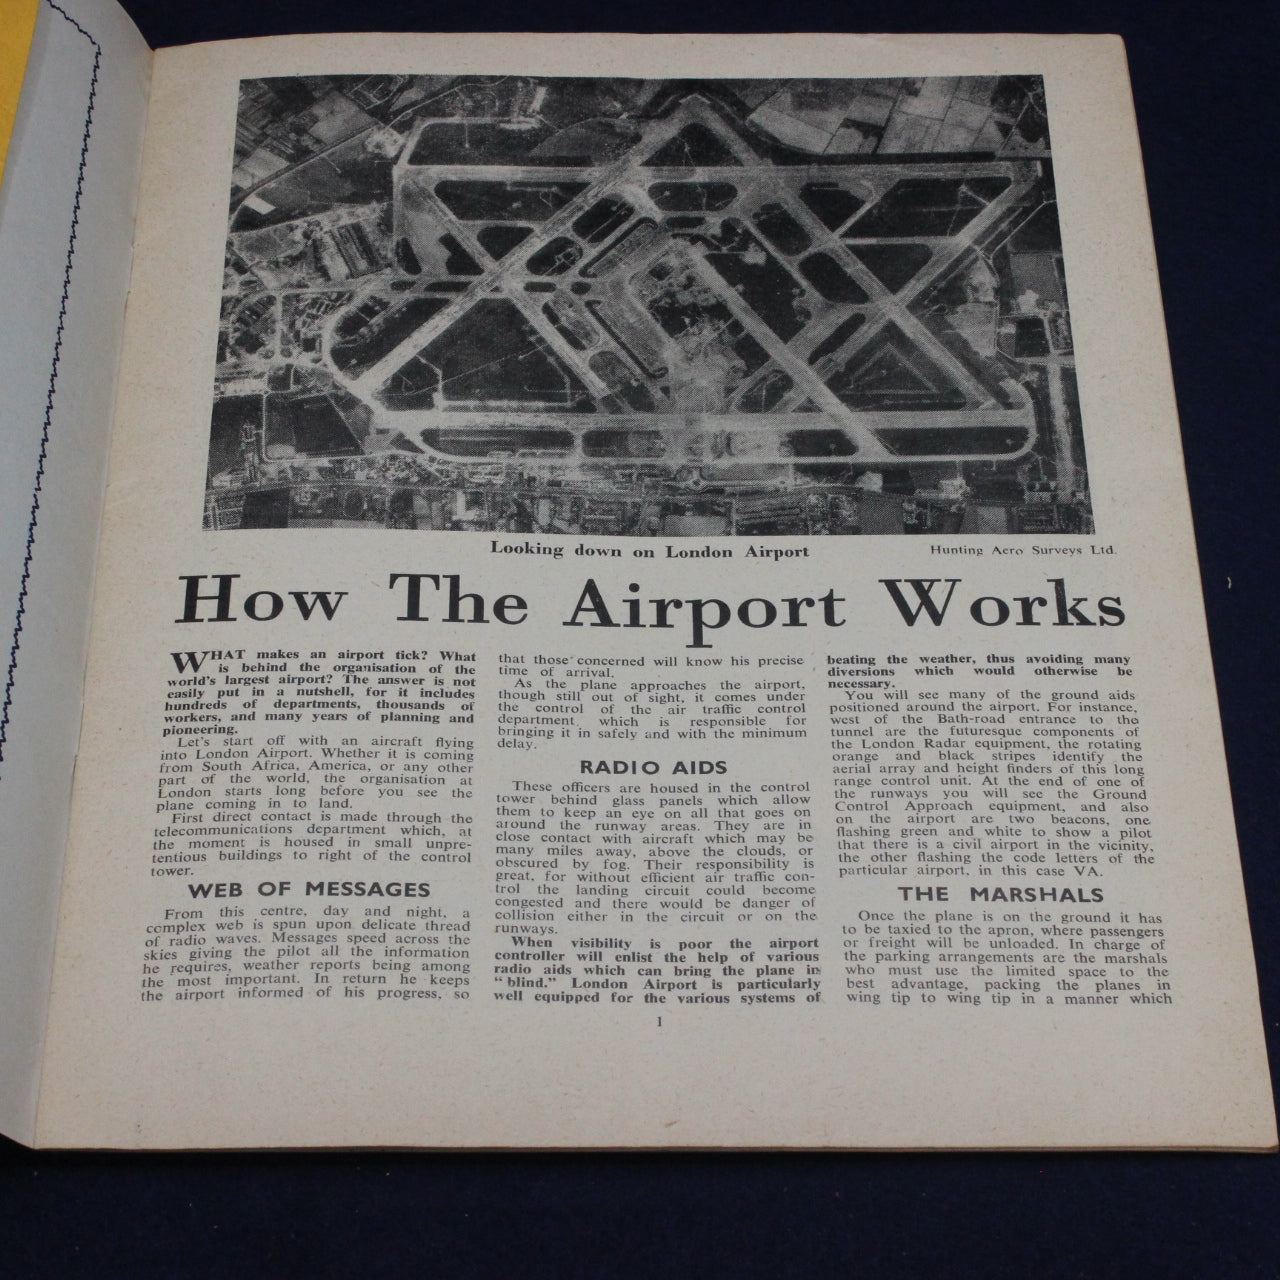 Looking down on London Airport
Hunting Aero Surveys Ltd.
How The Airport Works
WHAT makes an airport tick? What
is behind the organisation of the
world's largest airport? The answer is not
easily put in a nutshell, for it includes
hundreds of departments, thousands of
workers, and many years of planning and
pioneering.
Let's start off with an aircraft flying
into London Airport. Whether it is coming
from South Africa, America, or any other
part of the world, the organisation at
London starts long before you see the
plane coming in to land.
First direct contact is made through the
telecommunications department which, at
the moment is housed in small unpre-
tentious buildings to right of the control
tower.
WEB OF MESSAGES
From this centre, day and night, a
complex web is spun upon delicate thread
of radio waves. Messages speed across the
skies giving the pilot all the information
he requires, weather reports being among
the most important. In return he keeps
the airport informed of his progress, so
that those concerned will know his precise
time of arrival.
As the plane approaches the airport,
though still out of sight, it comes under
the control of the air traffic control
department which is responsible for
bringing it in safely and with the minimum
delay.
RADIO AIDS
These officers are housed in the control
tower behind glass panels which allow
them to keep an eye on all that goes on
around the runway areas. They are in
close contact with aircraft which may be
many miles away, above the clouds, or
obscured by fog. Their responsibility is
great, for without efficient air traffic con-
trol the landing circuit could become
congested and there would be danger of
collision either in the circuit or on the
runways.
When visibility is poor the airport
controller will enlist the help of various
radio aids which can bring the plane in
"blind." London Airport is particularly
well equipped for the various systems of
beating the weather, thus avoiding many
diversions which would otherwise be
necessary.
You will see many of the ground aids
positioned around the airport. For instance,
west of the Bath-road entrance to the
tunnel are the futuresque components of
the London Radar equipment, the rotating
orange and black stripes identify the
aerial array and height finders of this long
range control unit. At the end of one of
the runways you will see the Ground
Control Approach equipment, and also
on the airport are two beacons, one
flashing green and white to show a pilot
that there is a civil airport in the vicinity,
the other flashing the code letters of the
particular airport, in this case VA.
THE MARSHALS
Once the plane is on the ground it has
to be taxied to the apron, where passengers
or freight will be unloaded. In charge of
the parking arrangements are the marshals
who must use the limited space to the
best advantage, packing the planes in
wing tip to wing tip in a manner which
1